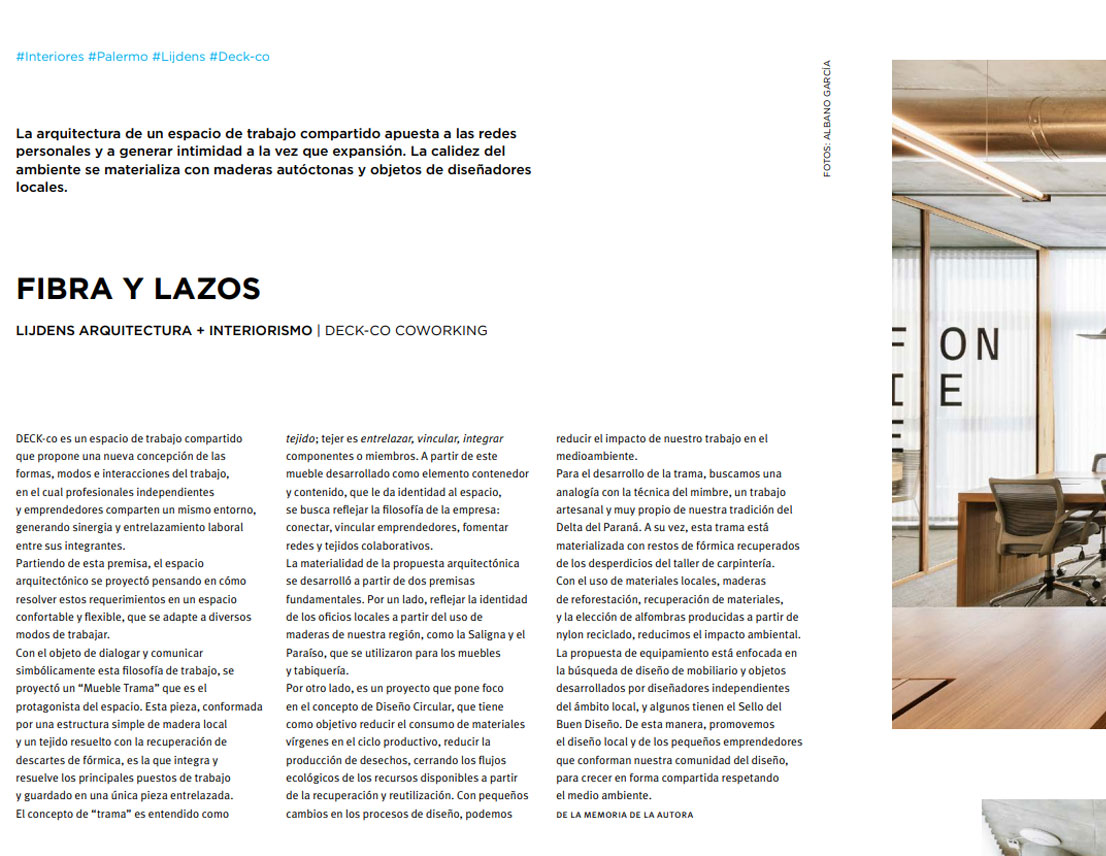 #Interiores #Palermo #Lijdens #Deck-co
La arquitectura de un espacio de trabajo compartido apuesta a las redes
personales y a generar intimidad a la vez que expansión. La calidez del
ambiente se materializa con maderas autóctonas y objetos de diseñadores
locales.
FIBRA Y LAZOS
LIJDENS ARQUITECTURA + INTERIORISMO | DECK-CO COWORKING
DECK-co es un espacio de trabajo compartido
que propone una nueva concepción de las
formas, modos e interacciones del trabajo,
en el cual profesionales independientes
y emprendedores comparten un mismo entorno,
generando sinergia y entrelazamiento laboral
entre sus integrantes.
Partiendo de esta premisa, el espacio
arquitectónico se proyectó pensando en cómo
resolver estos requerimientos en un espacio
confortable y flexible, que se adapte a diversos
modos de trabajar.
Con el objeto de dialogar y comunicar
simbólicamente esta filosofía de trabajo, se
proyectó un “Mueble Trama” que es el
protagonista del espacio. Esta pieza, conformada
por una estructura simple de madera local
y un tejido resuelto con la recuperación de
descartes de fórmica, es la que integra y
resuelve los principales puestos de trabajo
y guardado en una única pieza entrelazada.
El concepto de “trama” es entendido como
tejido; tejer es entrelazar, vincular, integrar
componentes o miembros. A partir de este
mueble desarrollado como elemento contenedor
y contenido, que le da identidad al espacio,
se busca reflejar la filosofía de la empresa:
conectar, vincular emprendedores, fomentar
redes y tejidos colaborativos.
La materialidad de la propuesta arquitectónica
se desarrolló a partir de dos premisas
fundamentales. Por un lado, reflejar la identidad
de los oficios locales a partir del uso de
maderas de nuestra región, como la Saligna y el
Paraíso, que se utilizaron para los muebles
y tabiquería.
Por otro lado, es un proyecto que pone foco
en el concepto de Diseño Circular, que tiene
como objetivo reducir el consumo de materiales
vírgenes en el ciclo productivo, reducir la
producción de desechos, cerrando los flujos
ecológicos de los recursos disponibles a partir
de la recuperación y reutilización. Con pequeños
cambios en los procesos de diseño, podemos
reducir el impacto de nuestro trabajo en el
medioambiente.
Para el desarrollo de la trama, buscamos una
analogía con la técnica del mimbre, un trabajo
artesanal y muy propio de nuestra tradición del
Delta del Paraná. A su vez, esta trama está
materializada con restos de fórmica recuperados
de los desperdicios del taller de carpintería.
Con el uso de materiales locales, maderas
de reforestación, recuperación de materiales,
y la elección de alfombras producidas a partir de
nylon reciclado, reducimos el impacto ambiental.
La propuesta de equipamiento está enfocada en
la búsqueda de diseño de mobiliario y objetos
desarrollados por diseñadores independientes
del ámbito local, y algunos tienen el Sello del
Buen Diseño. De esta manera, promovemos
el diseño local y de los pequeños emprendedores
que conforman nuestra comunidad del diseño,
para crecer en forma compartida respetando
el medio ambiente.
DE LA MEMORIA DE LA AUTORA
FOTOS: ALBANO GARCÍA
F ON
I E
E